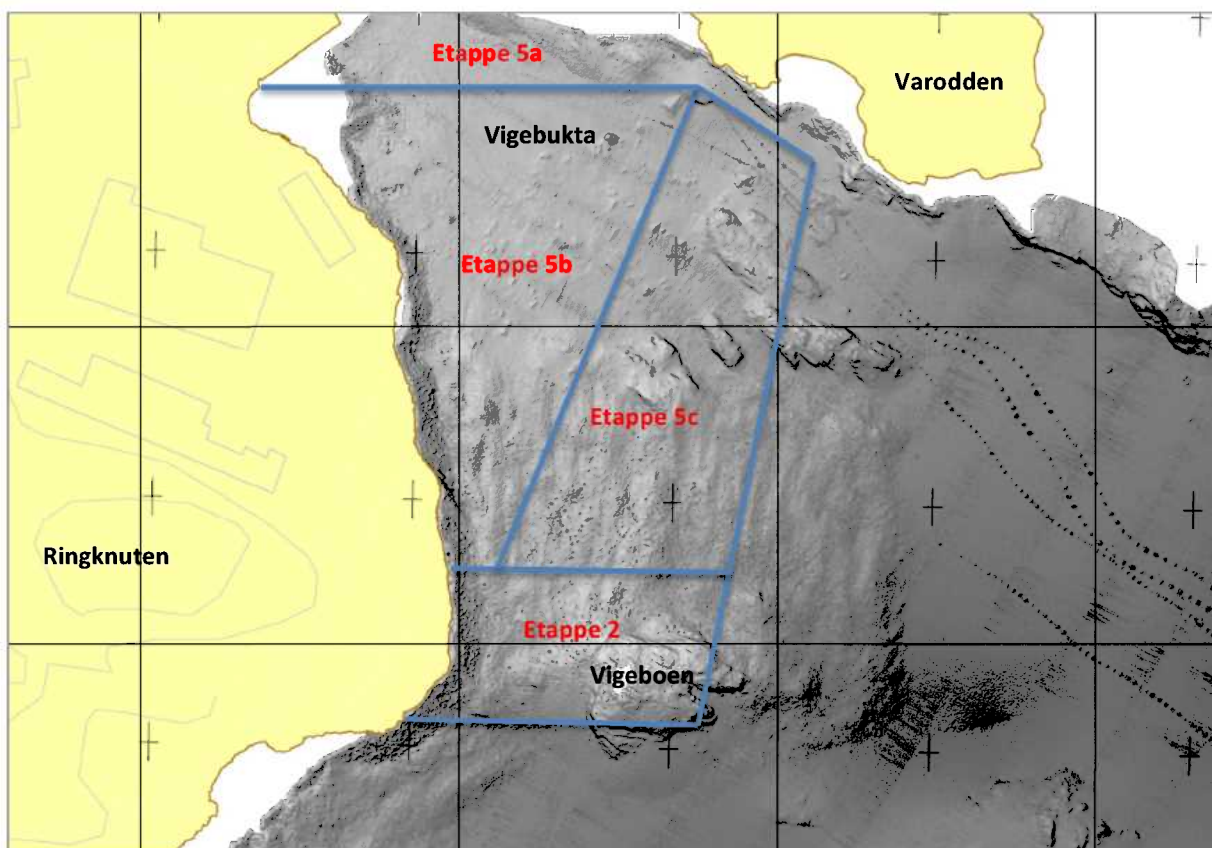 Etappe 5a
Varodden
Vigebukta
Etappe 5b
Etappe 5c
Ringknuten
Etappe 2
Vigeboen